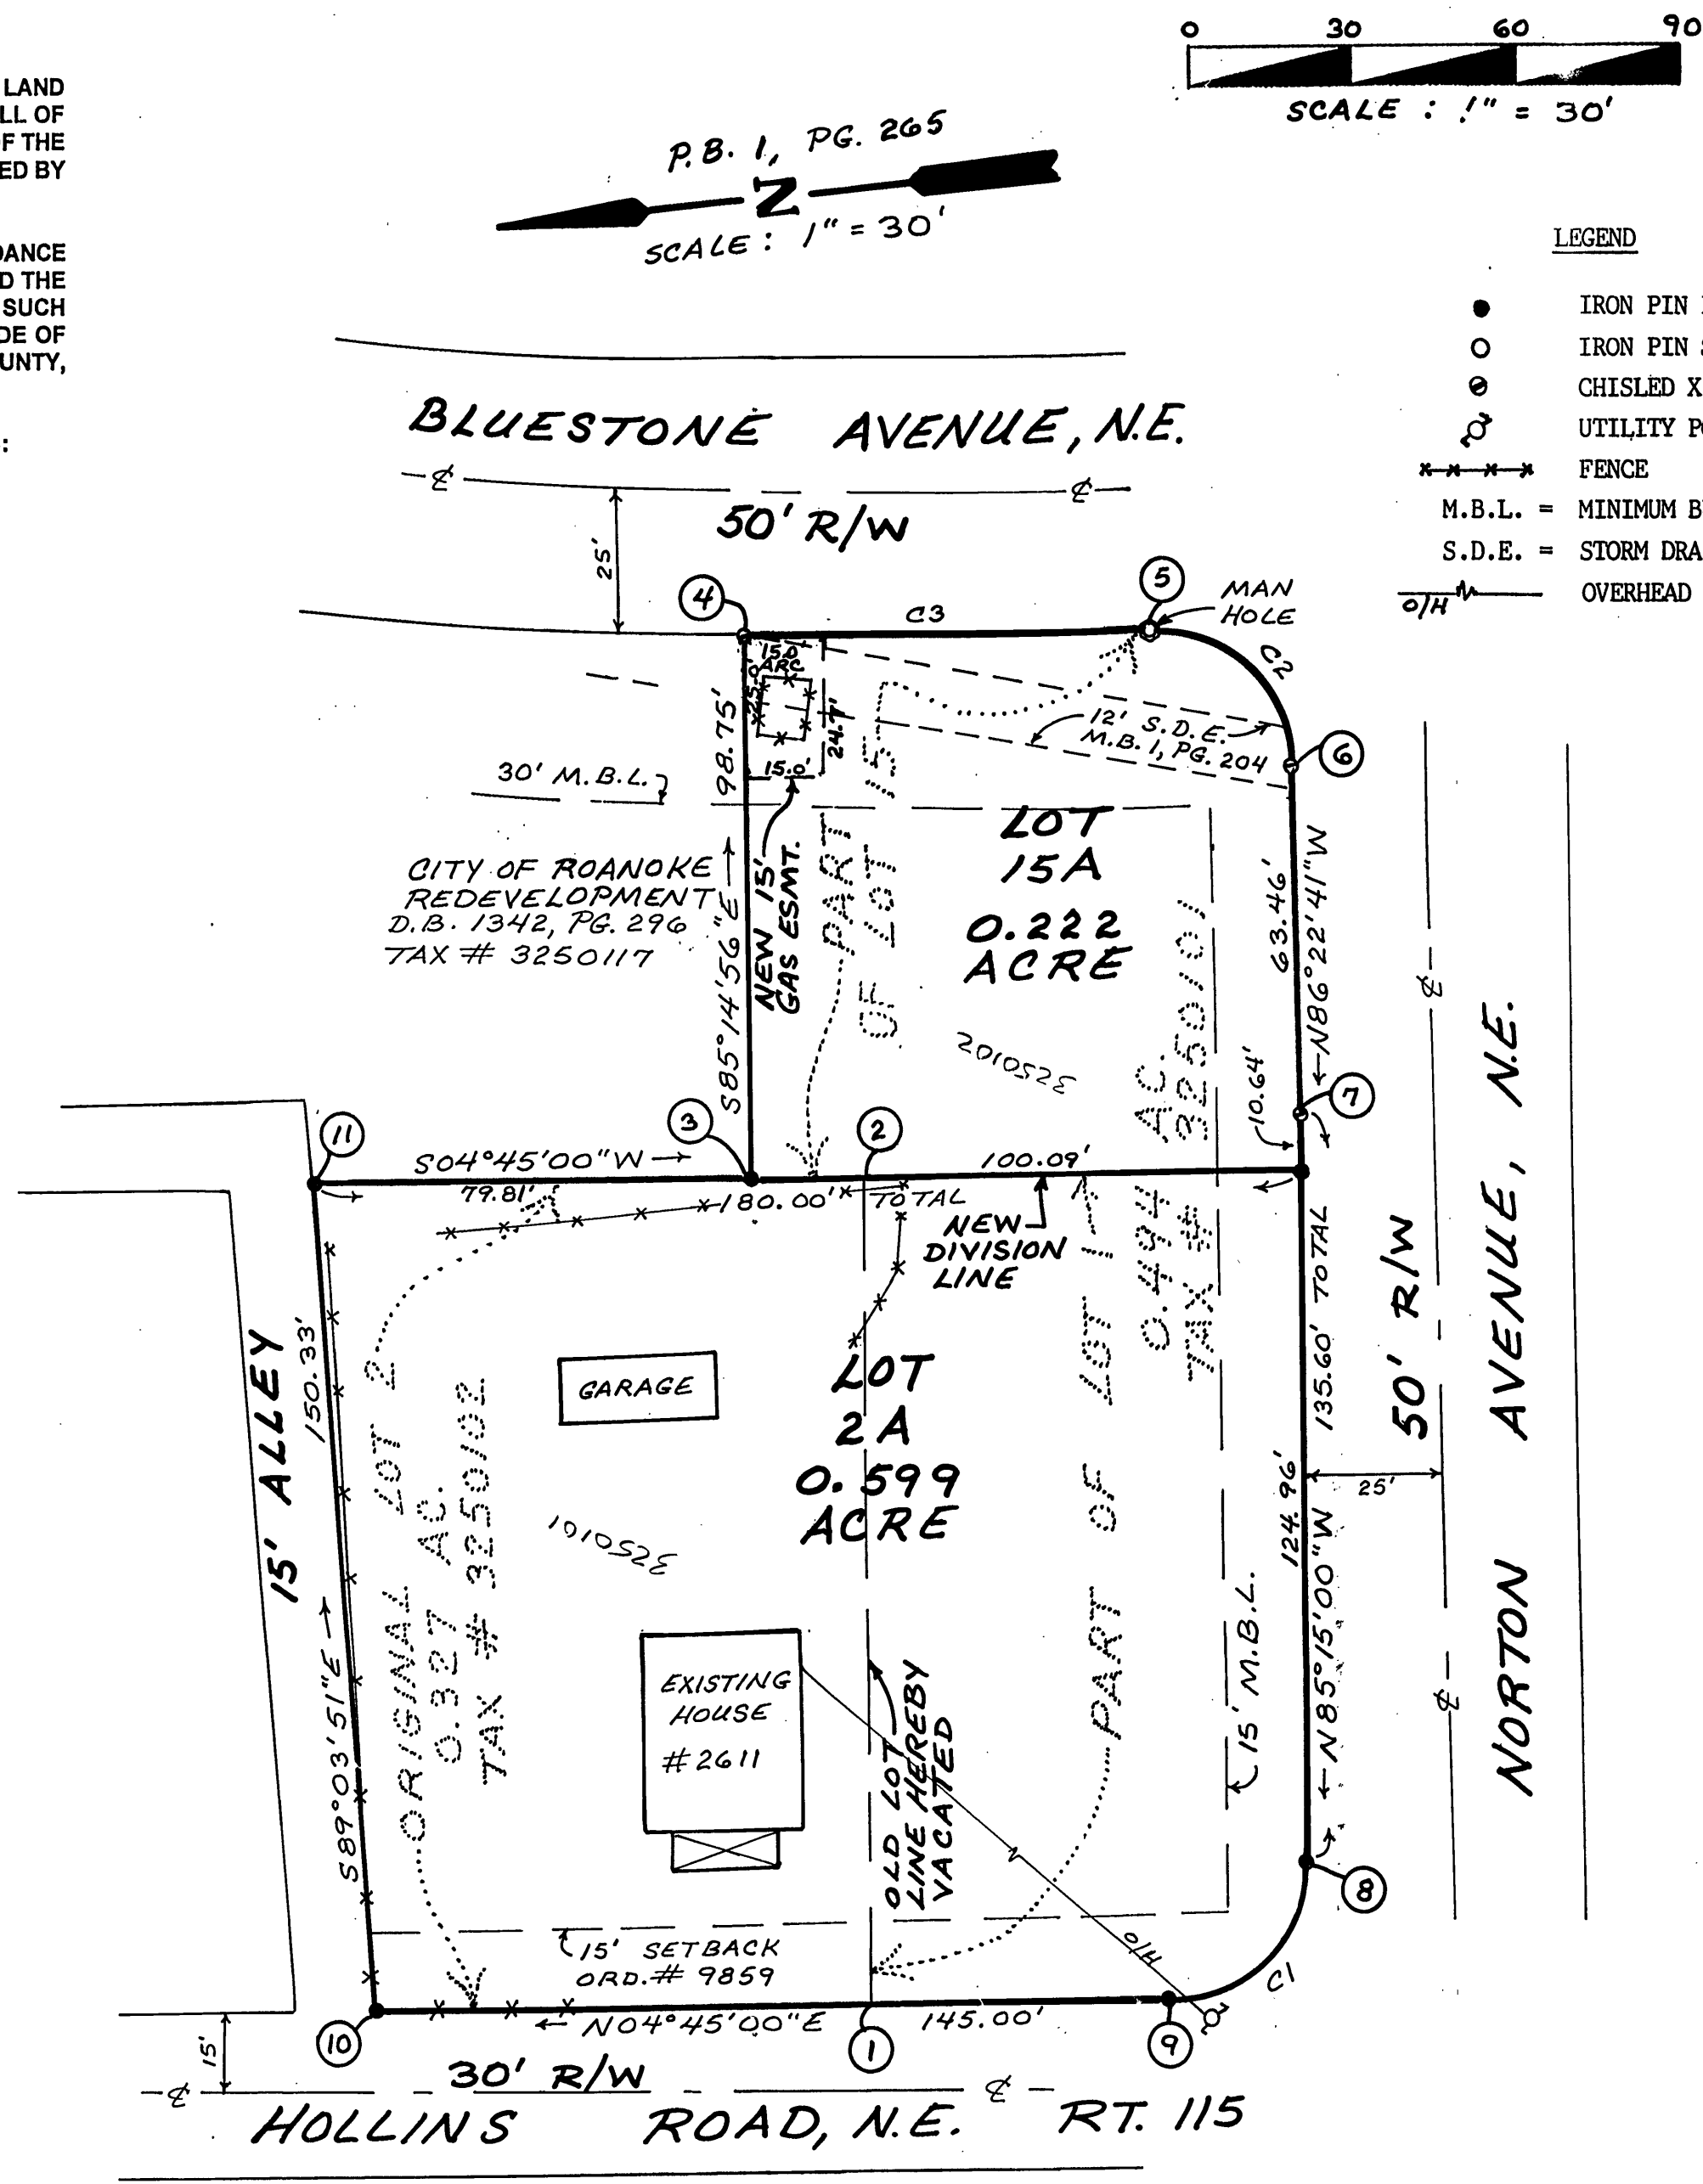 0 30 60 90
SCALE : 1" = 30'
LAND
LL OF
OF THE
ED BY
DANCE
D THE
SUCH
DE OF
UNTY,
:
P.B. 1, PG. 265
N
SCALE : 1" = 30'
LEGEND
IRON PIN
IRON PIN
CHISLED X
UTILITY
FENCE
M.B.L. = MINIMUM
S.D.E. = STORM DRA
O/H OVERHEAD
BLUESTONE AVENUE, N.E.
50' R/W
25'
4
C3
5
MAN
HOLE
C2
15.0
ARC
25.0'
24.7'
15.0'
12' S.D.E.
M.B. 1, PG. 204
6
98.75'
S85°14'56"E
30' M.B.L.
NEW 15'
GAS ESMT.
PART
OF LOT 15
LOT
15A
0.222
ACRE
3250102
CITY OF ROANOKE
REDEVELOPMENT
D.B. 1342, PG. 296
TAX # 3250117
63.46'
N86°22'41"W
10.64'
7
11
S04°45'00"W
79.81'
3
2
100.09'
180.00' TOTAL
NEW
DIVISION
LINE
PART OF LOT 1
0.494 AC.
TAX # 3250101
15' ALLEY
150.33'
S89°03'51"E
ORIGINAL LOT 2
0.327 AC.
TAX # 3250102
GARAGE
LOT
2A
0.599
ACRE
3250101
EXISTING
HOUSE
#2611
OLD LOT
LINE HEREBY
VACATED
135.60' TOTAL
124.96'
N85°15'00"W
15' M.B.L.
25'
50' R/W
NORTON AVENUE, N.E.
8
15' SETBACK
ORD.# 9859
O/H
C1
N04°45'00"E
145.00'
10
1
9
15'
30' R/W
HOLLINS ROAD, N.E. RT. 115